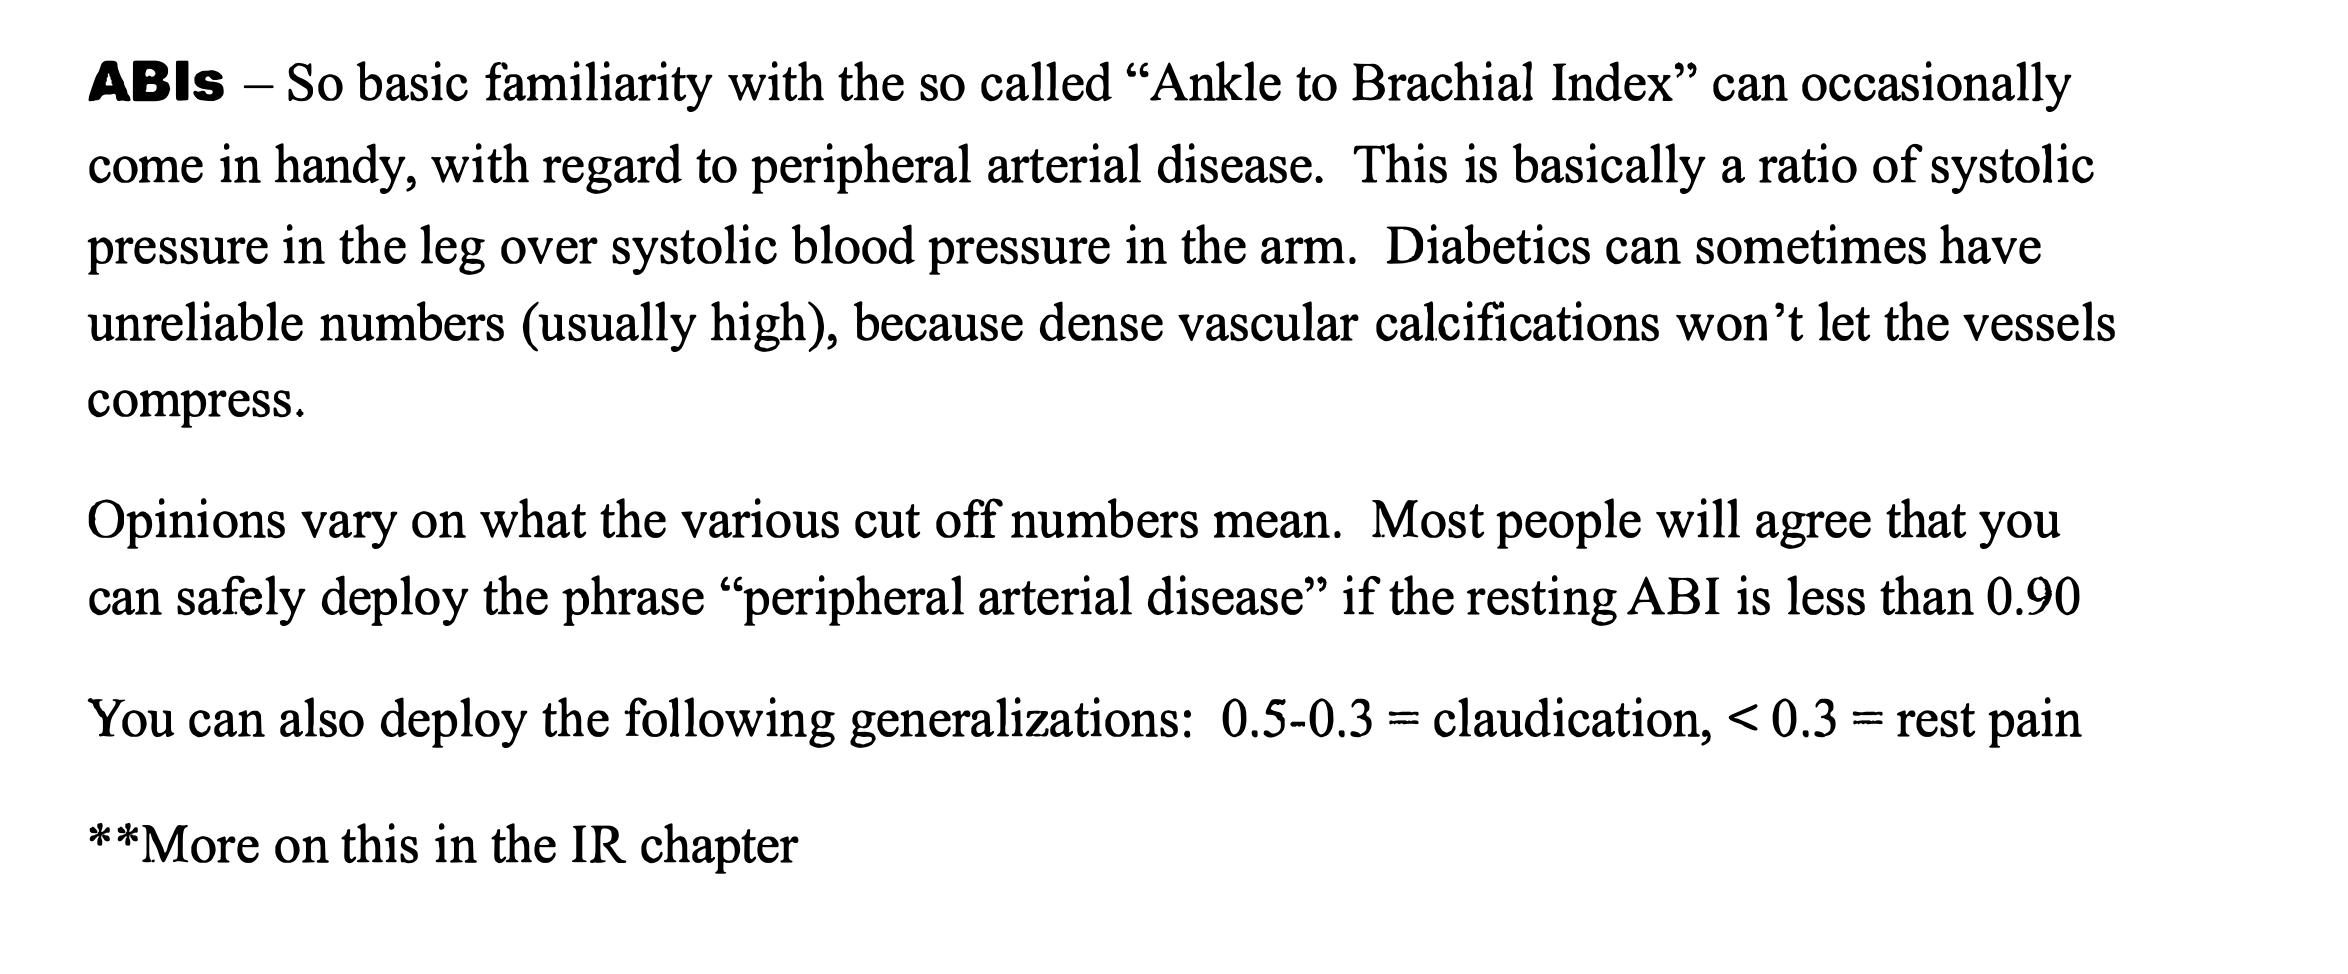 ABIs – So basic familiarity with the so called “Ankle to Brachial Index” can occasionally
come in handy, with regard to peripheral arterial disease.  This is basically a ratio of systolic
pressure in the leg over systolic blood pressure in the arm.  Diabetics can sometimes have
unreliable numbers (usually high), because dense vascular calcifications won’t let the vessels
compress.
Opinions vary on what the various cut off numbers mean.  Most people will agree that you
can safely deploy the phrase “peripheral arterial disease” if the resting ABI is less than 0.90
You can also deploy the following generalizations:  0.5-0.3 = claudication, < 0.3 = rest pain
**More on this in the IR chapter